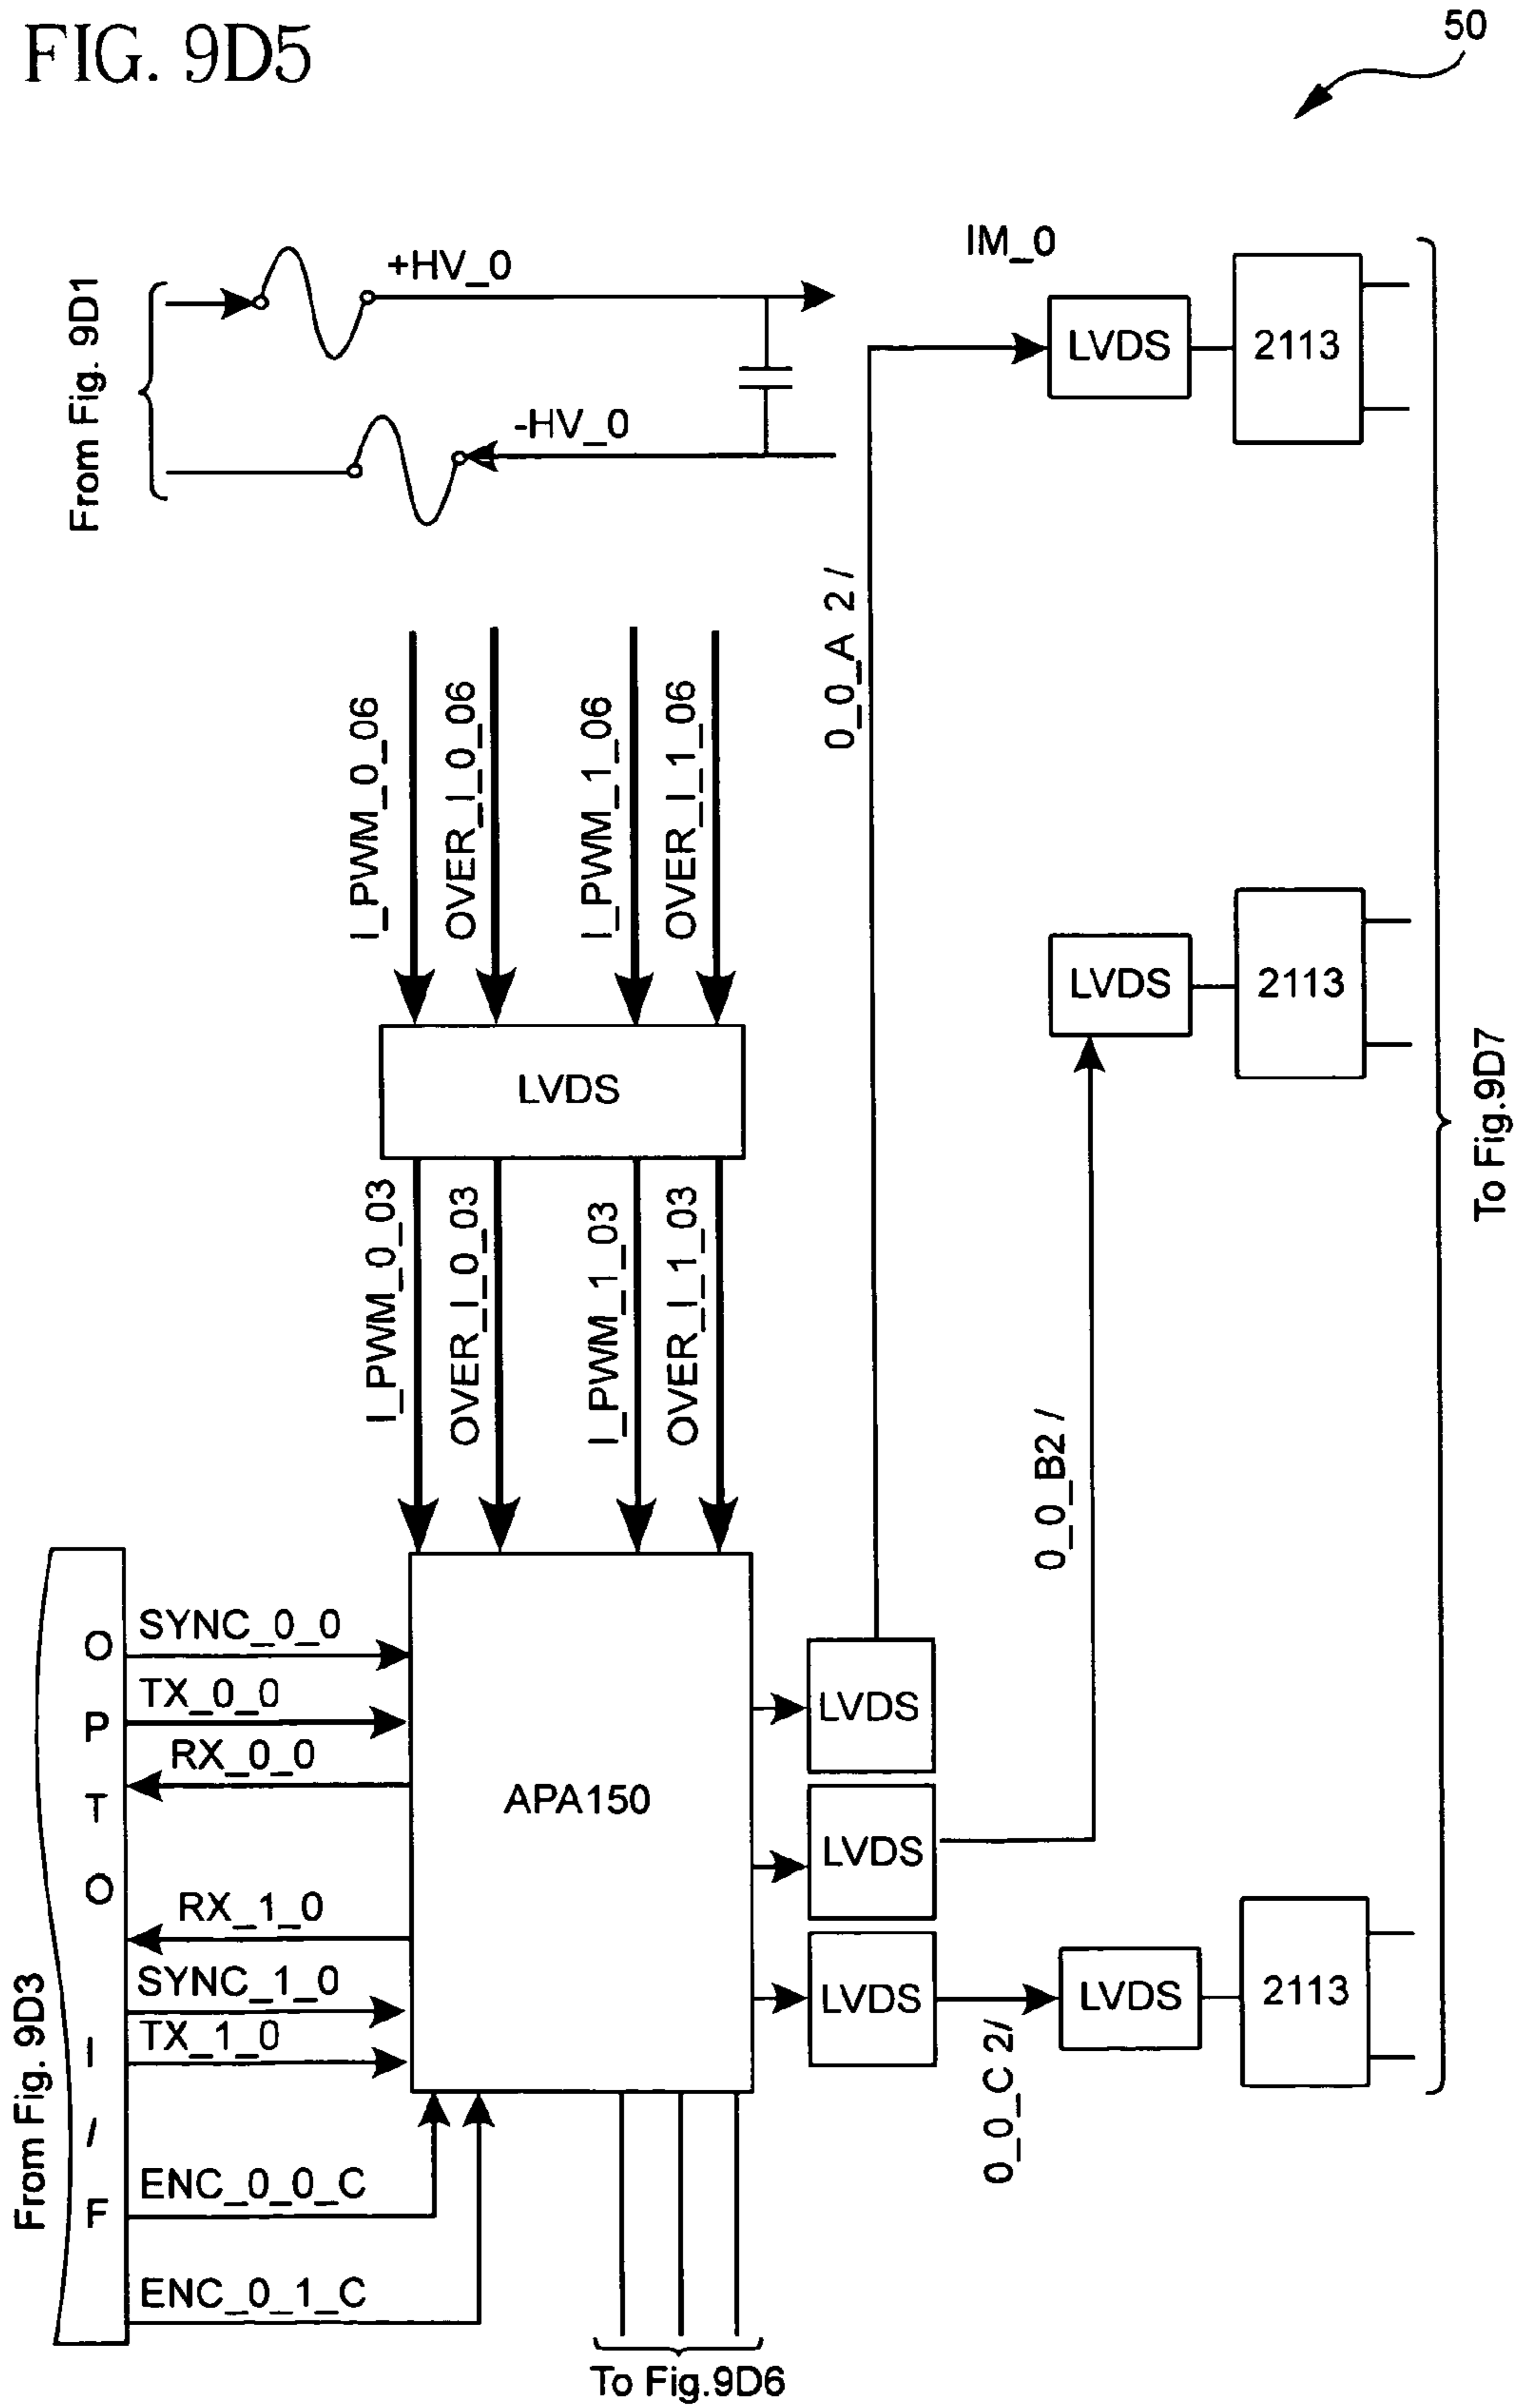 FIG. 9D5
50
From Fig. 9D1
+HV_0
-HV_0
IM_0
LVDS
2113
0_0_A 2 /
I_PWM_0_06
OVER_I_0_06
I_PWM_1_06
OVER_I_1_06
LVDS
2113
LVDS
To Fig.9D7
I_PWM_0_03
OVER_I_0_03
I_PWM_1_03
OVER_I_1_03
0_0_B2 /
From Fig. 9D3
OPTO I/F
SYNC_0_0
TX_0_0
RX_0_0
RX_1_0
SYNC_1_0
TX_1_0
ENC_0_0_C
ENC_0_1_C
APA150
LVDS
LVDS
LVDS
0_0_C 2/
LVDS
2113
To Fig.9D6